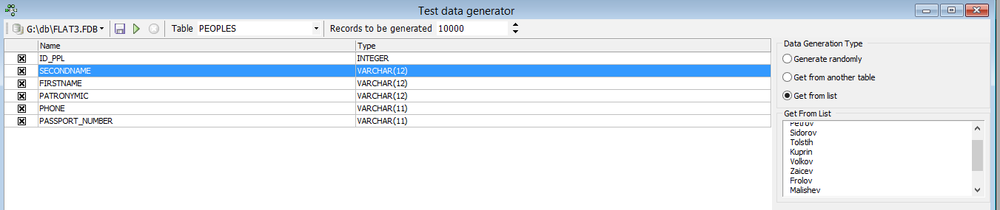 Test data generator
G:\db\FLAT3.FDB Table PEOPLES Records to be generated 10000
Name Type
ID_PPL INTEGER
SECONDNAME VARCHAR(12)
FIRSTNAME VARCHAR(12)
PATRONYMIC VARCHAR(12)
PHONE VARCHAR(11)
PASSPORT_NUMBER VARCHAR(11)
Data Generation Type
Generate randomly
Get from another table
Get from list
Get From List
Petrov
Sidorov
Tolstih
Kuprin
Volkov
Zaicev
Frolov
Malishev